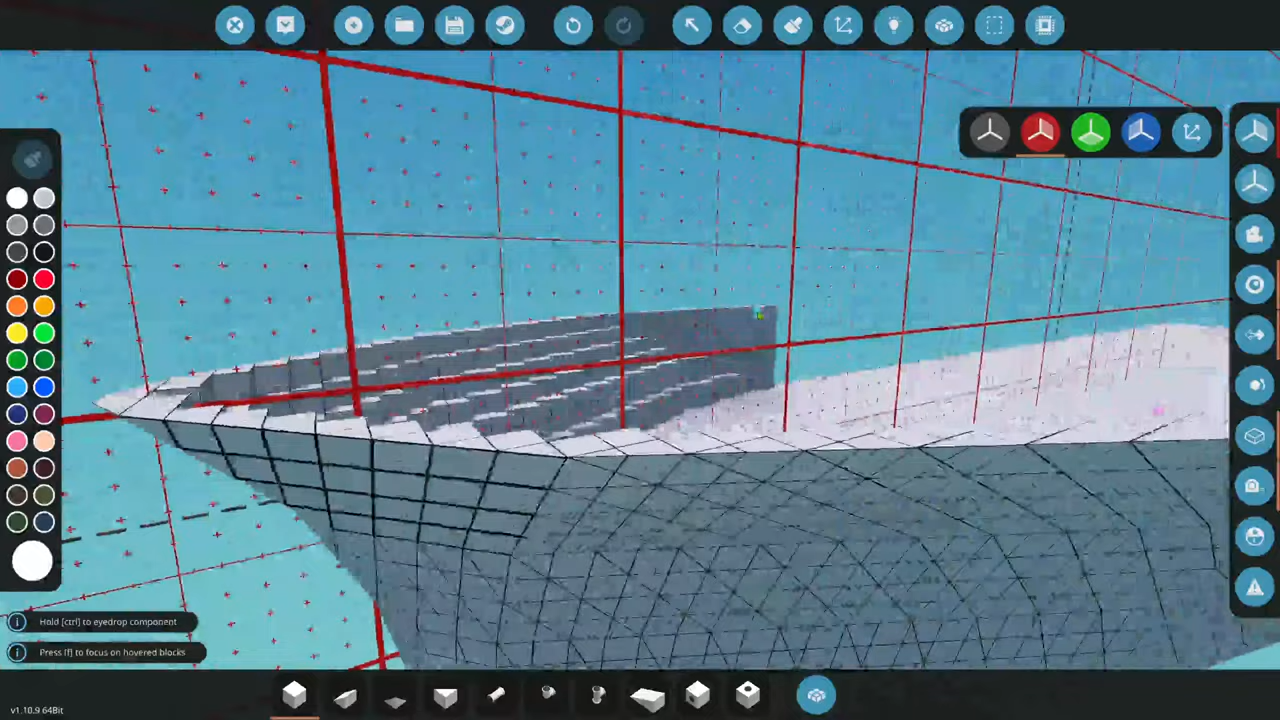 Hold [ctrl] to eyedrop component
Press [f] to focus on hovered blocks
v1.10.9 64Bit